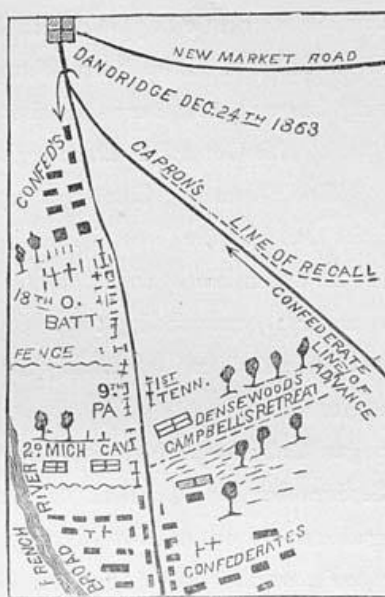 NEW MARKET ROAD
DANDRIDGE DEC. 24TH 1863
CONFED'S
CAPRON'S
LINE OF RECALL
18TH O.
BATT
CONFEDERATE
LINE OF
ADVANCE
FENCE
9TH
PA
1ST
TENN.
DENSE WOODS
CAMPBELL'S RETREAT
2D MICH CAV
FRENCH
BROAD
RIVER
CONFEDERATES